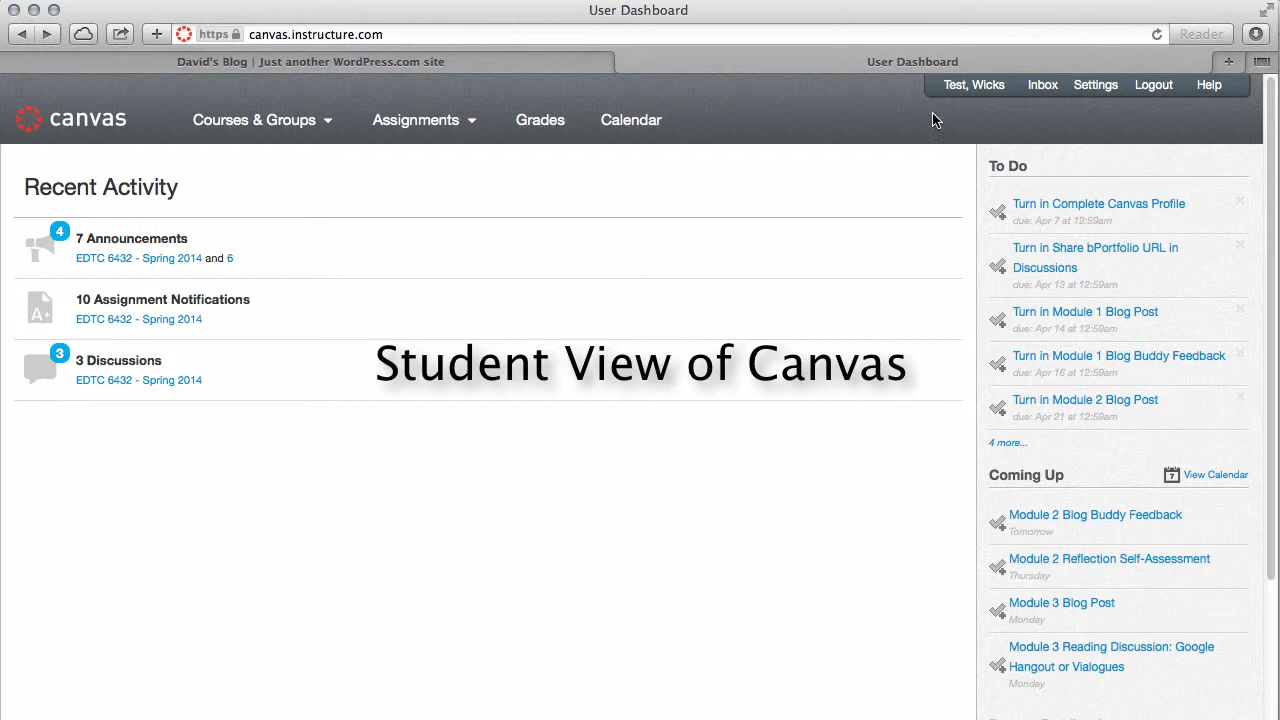 User Dashboard
https canvas.instructure.com
Reader
David's Blog | Just another WordPress.com site
User Dashboard
Test, Wicks
Inbox
Settings
Logout
Help
canvas
Courses & Groups
Assignments
Grades
Calendar
Recent Activity
4
7 Announcements
EDTC 6432 - Spring 2014 and 6
A+
10 Assignment Notifications
EDTC 6432 - Spring 2014
3
3 Discussions
EDTC 6432 - Spring 2014
Student View of Canvas
To Do
Turn in Complete Canvas Profile
due: Apr 7 at 12:59am
Turn in Share bPortfolio URL in
Discussions
due: Apr 13 at 12:59am
Turn in Module 1 Blog Post
due: Apr 14 at 12:59am
Turn in Module 1 Blog Buddy Feedback
due: Apr 16 at 12:59am
Turn in Module 2 Blog Post
due: Apr 21 at 12:59am
4 more...
Coming Up
7
View Calendar
Module 2 Blog Buddy Feedback
Tomorrow
Module 2 Reflection Self-Assessment
Thursday
Module 3 Blog Post
Monday
Module 3 Reading Discussion: Google
Hangout or Vialogues
Monday